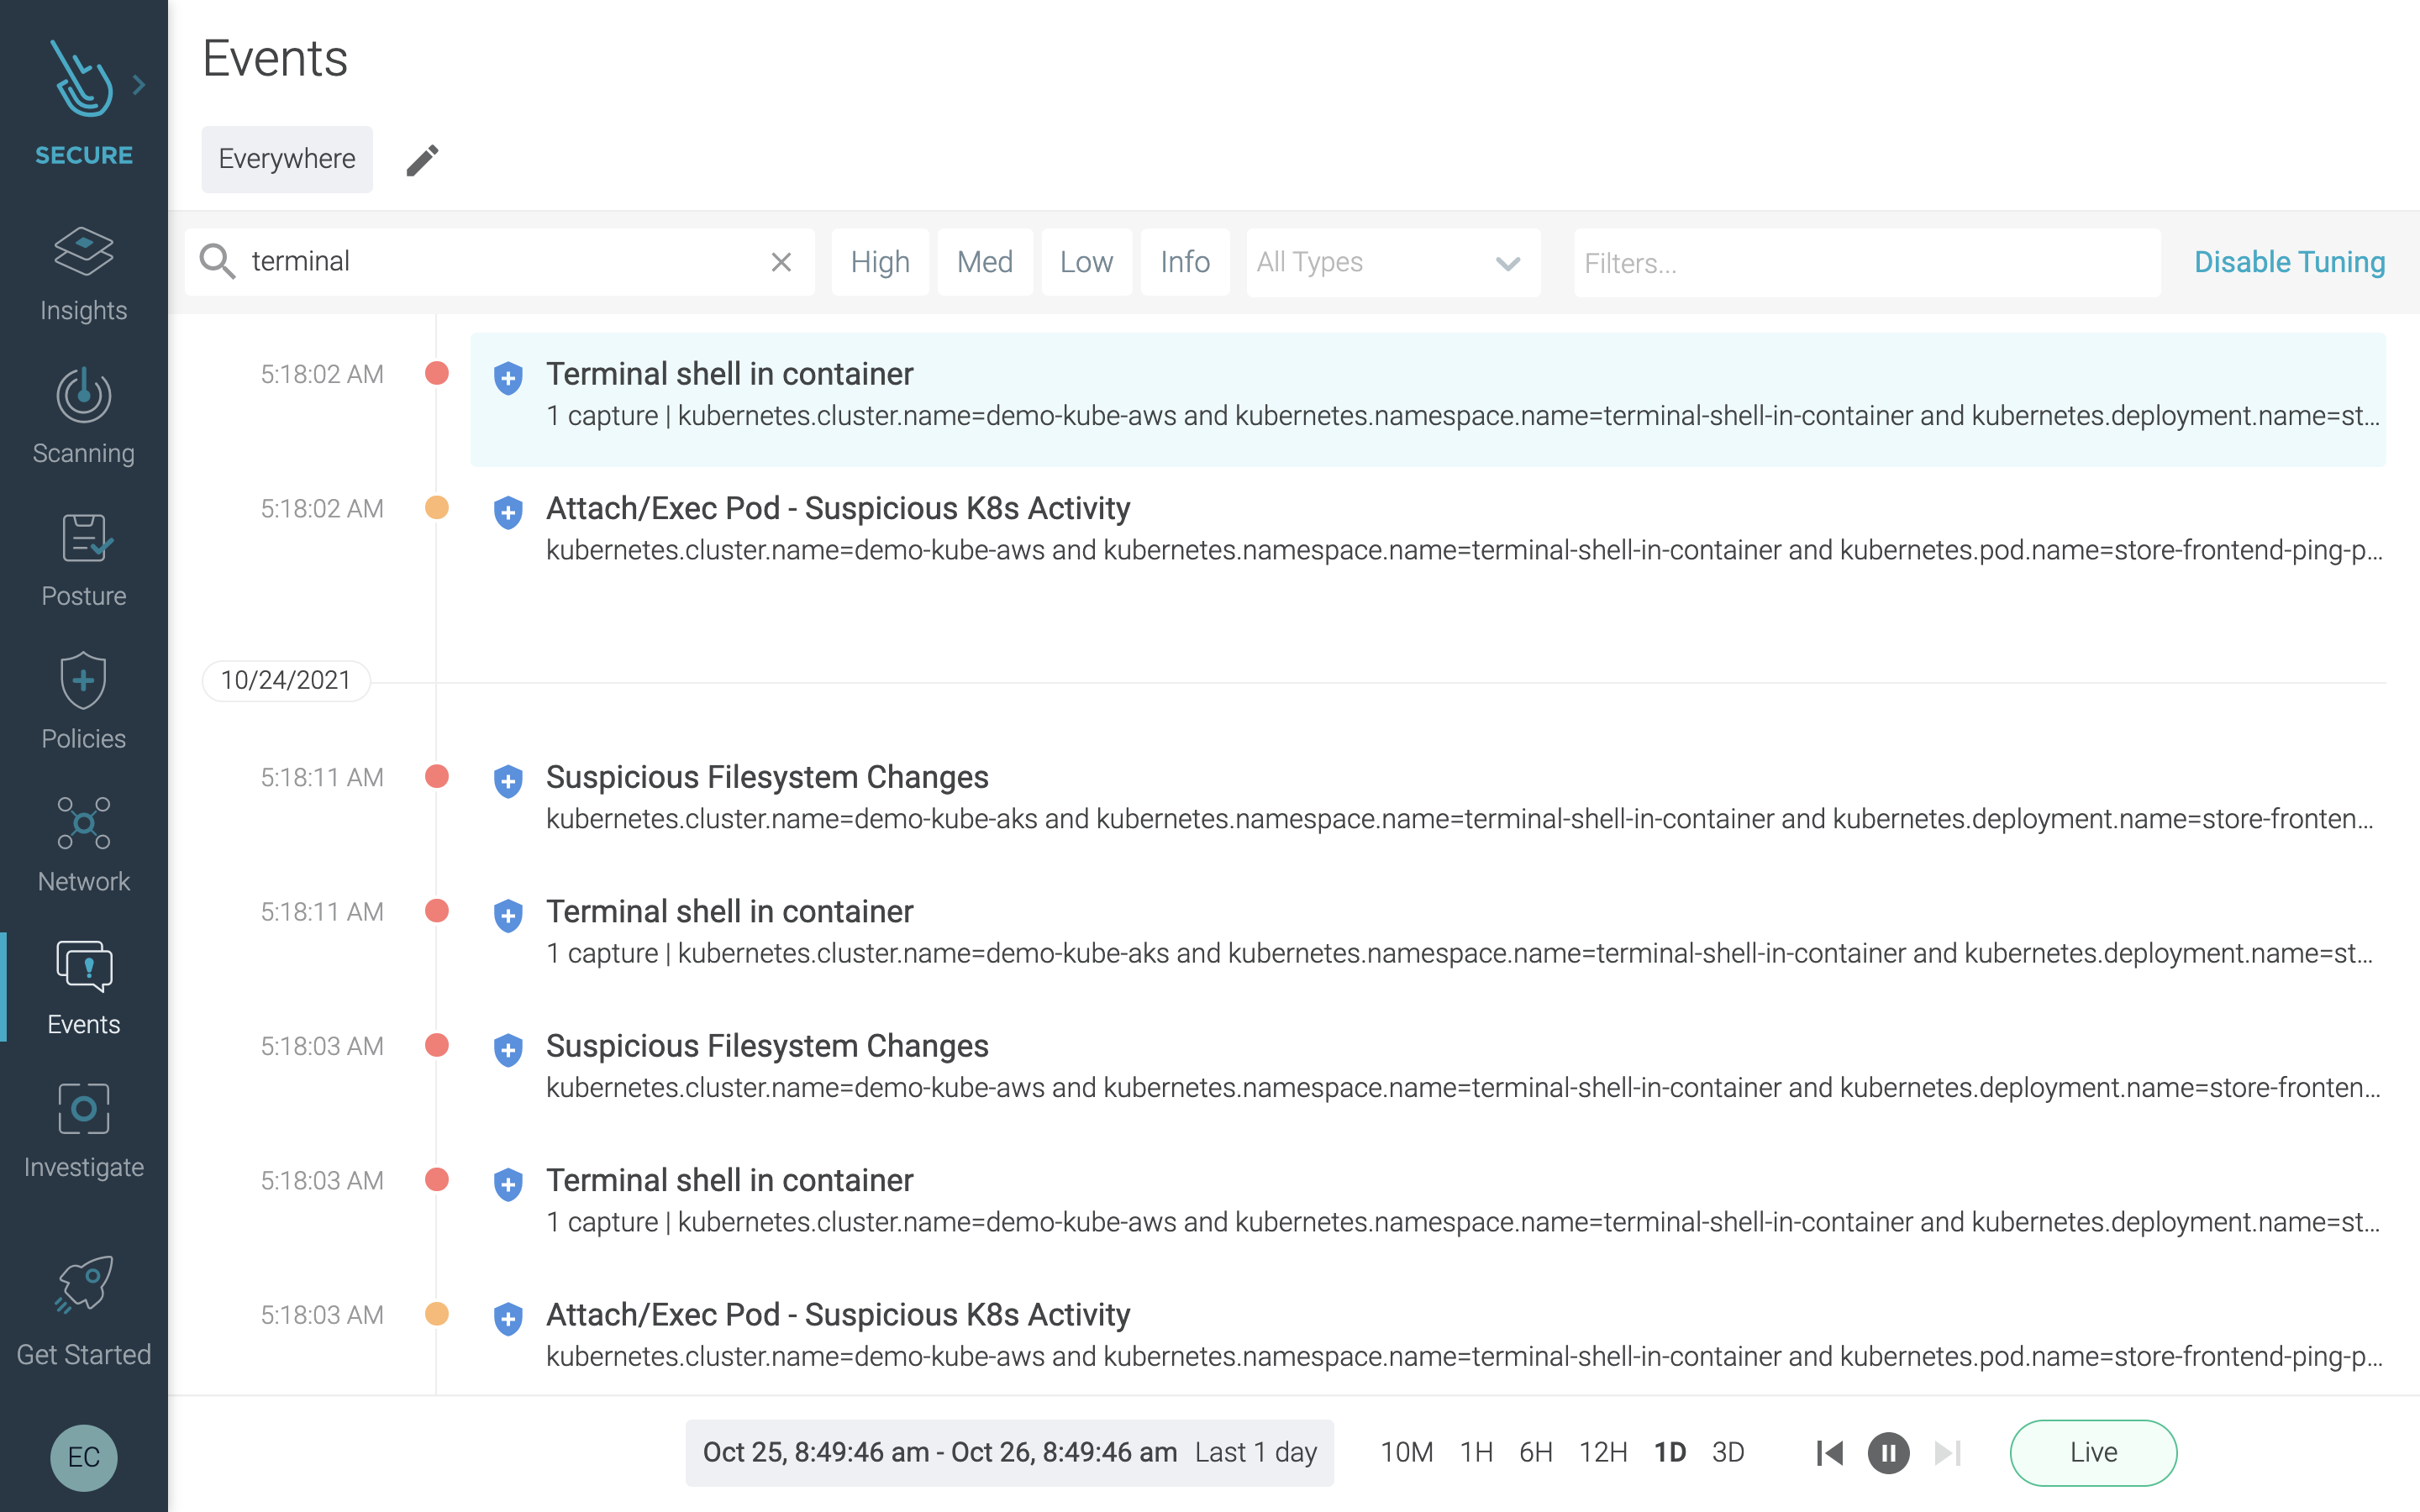 SECURE
Insights
Scanning
Posture
Policies
Network
Events
Investigate
Get Started
EC
Events
Everywhere
terminal
High
Med
Low
Info
All Types
Filters...
Disable Tuning
5:18:02 AM
Terminal shell in container
1 capture | kubernetes.cluster.name=demo-kube-aws and kubernetes.namespace.name=terminal-shell-in-container and kubernetes.deployment.name=st...
5:18:02 AM
Attach/Exec Pod - Suspicious K8s Activity
kubernetes.cluster.name=demo-kube-aws and kubernetes.namespace.name=terminal-shell-in-container and kubernetes.pod.name=store-frontend-ping-p...
10/24/2021
5:18:11 AM
Suspicious Filesystem Changes
kubernetes.cluster.name=demo-kube-aks and kubernetes.namespace.name=terminal-shell-in-container and kubernetes.deployment.name=store-fronten...
5:18:11 AM
Terminal shell in container
1 capture | kubernetes.cluster.name=demo-kube-aks and kubernetes.namespace.name=terminal-shell-in-container and kubernetes.deployment.name=st...
5:18:03 AM
Suspicious Filesystem Changes
kubernetes.cluster.name=demo-kube-aws and kubernetes.namespace.name=terminal-shell-in-container and kubernetes.deployment.name=store-fronten...
5:18:03 AM
Terminal shell in container
1 capture | kubernetes.cluster.name=demo-kube-aws and kubernetes.namespace.name=terminal-shell-in-container and kubernetes.deployment.name=st...
5:18:03 AM
Attach/Exec Pod - Suspicious K8s Activity
kubernetes.cluster.name=demo-kube-aws and kubernetes.namespace.name=terminal-shell-in-container and kubernetes.pod.name=store-frontend-ping-p...
Oct 25, 8:49:46 am - Oct 26, 8:49:46 am Last 1 day
10M 1H 6H 12H 1D 3D
Live